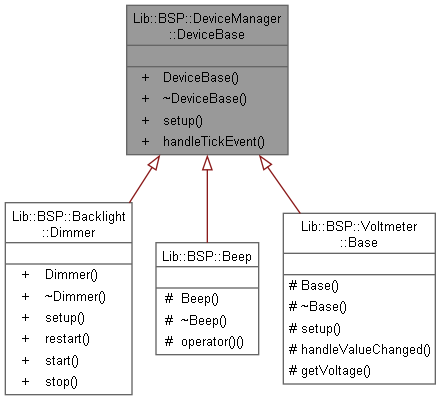 Lib::BSP::DeviceManager
::DeviceBase
+ DeviceBase()
+ ~DeviceBase()
+ setup()
+ handleTickEvent()
Lib::BSP::Backlight
::Dimmer
+ Dimmer()
+ ~Dimmer()
+ setup()
+ restart()
+ start()
+ stop()
Lib::BSP::Beep
# Beep()
# ~Beep()
# operator()()
Lib::BSP::Voltmeter
::Base
# Base()
# ~Base()
# setup()
# handleValueChanged()
# getVoltage()